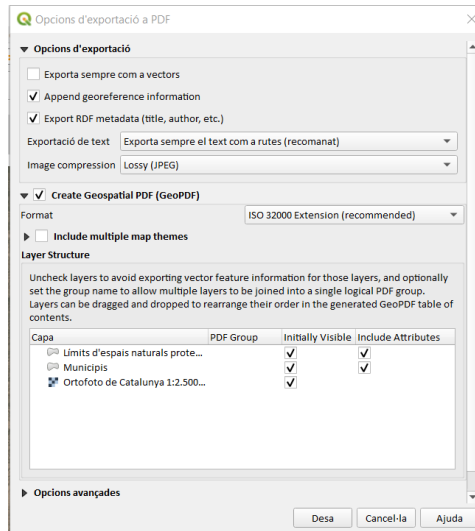 Opcions d'exportació a PDF
Opcions d'exportació
Exporta sempre com a vectors
Append georeference information
Export RDF metadata (title, author, etc.)
Exportació de text Exporta sempre el text com a rutes (recomanat)
Image compression Lossy (JPEG)
Create Geospatial PDF (GeoPDF)
Format ISO 32000 Extension (recommended)
Include multiple map themes
Layer Structure
Uncheck layers to avoid exporting vector feature information for those layers, and optionally
set the group name to allow multiple layers to be joined into a single logical PDF group.
Layers can be dragged and dropped to rearrange their order in the generated GeoPDF table of
contents.
Capa PDF Group Initially Visible Include Attributes
Límits d'espais naturals prote...
Municipis
Ortofoto de Catalunya 1:2.500...
Opcions avançades
Desa Cancel·la Ajuda